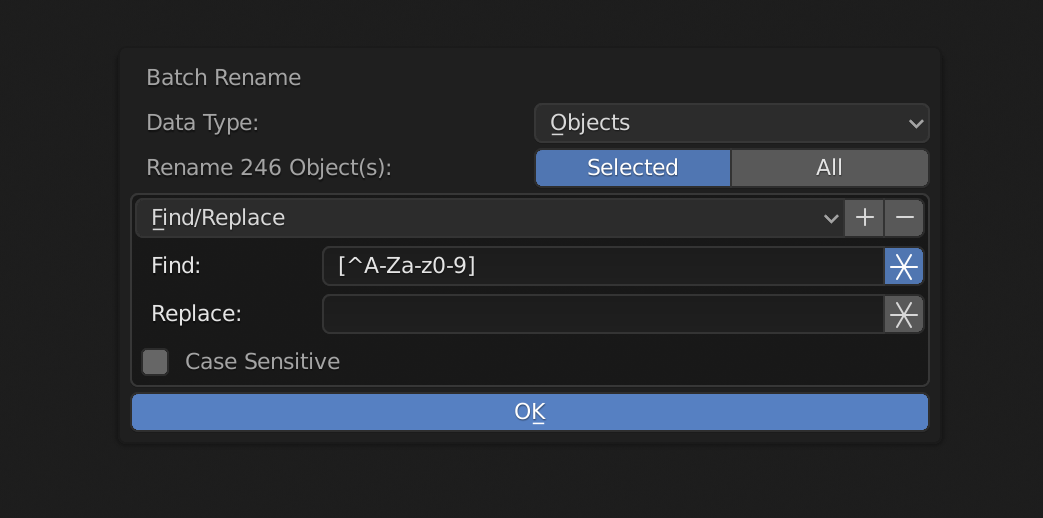 Batch Rename
Data Type: Objects
Rename 246 Object(s): Selected All
Find/Replace
Find: [^A-Za-z0-9]
Replace:
Case Sensitive
OK